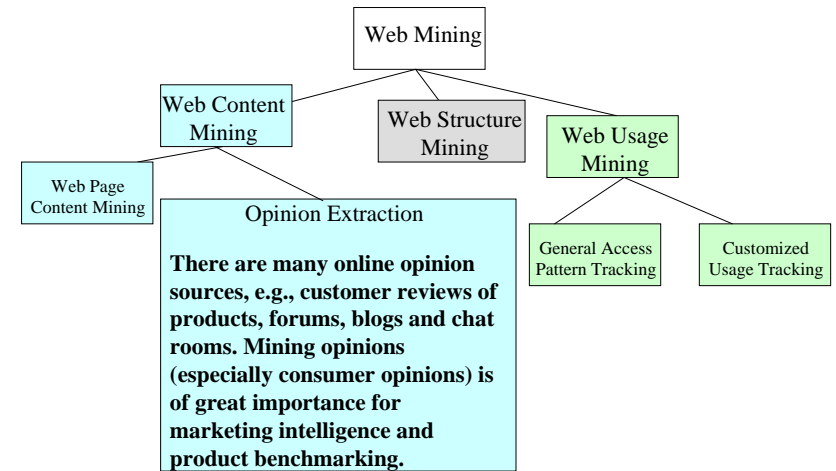 Web Mining
Web Content
Mining
Web Structure
Mining
Web Usage
Mining
Web Page
Content Mining
Opinion Extraction
There are many online opinion
sources, e.g., customer reviews of
products, forums, blogs and chat
rooms. Mining opinions
(especially consumer opinions) is
of great importance for
marketing intelligence and
product benchmarking.
General Access
Pattern Tracking
Customized
Usage Tracking